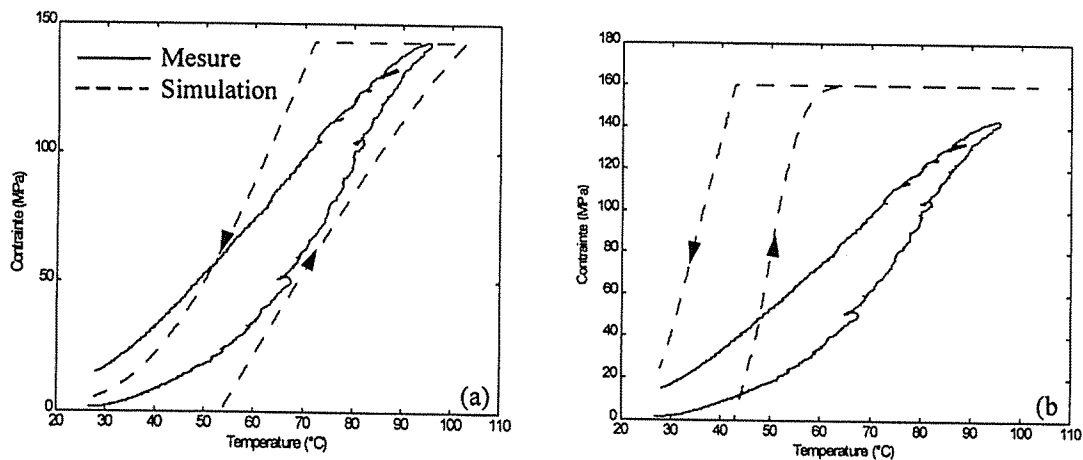 150
100
50
0
Contrainte (MPa)
Mesure
Simulation
20 30 40 50 60 70 80 90 100 110
Temperature (°C)
(a)
180
160
140
120
100
80
60
40
20
0
Contrainte (MPa)
20 30 40 50 60 70 80 90 100 110
Temperature (°C)
(b